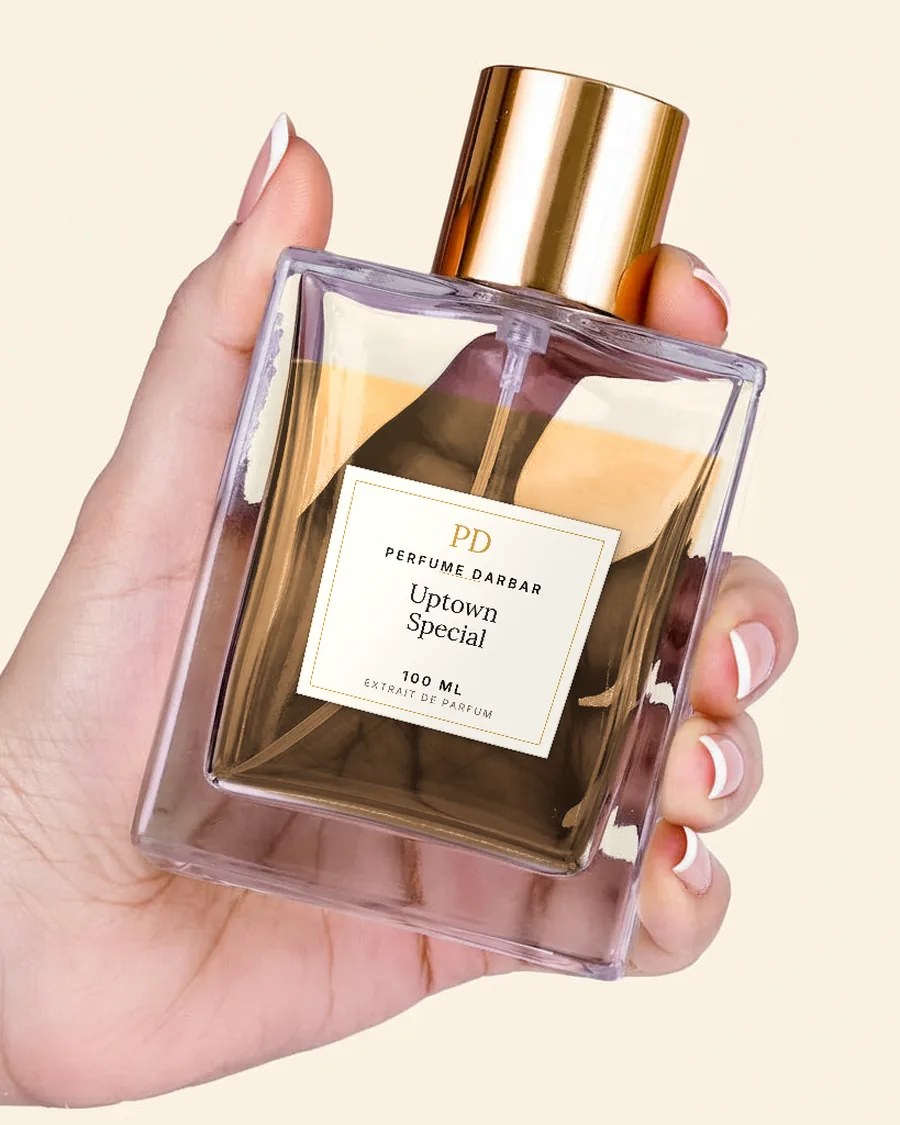 PD
PERFUME DARBAR
Uptown
Special
100 ML
EXTRAIT DE PARFUM